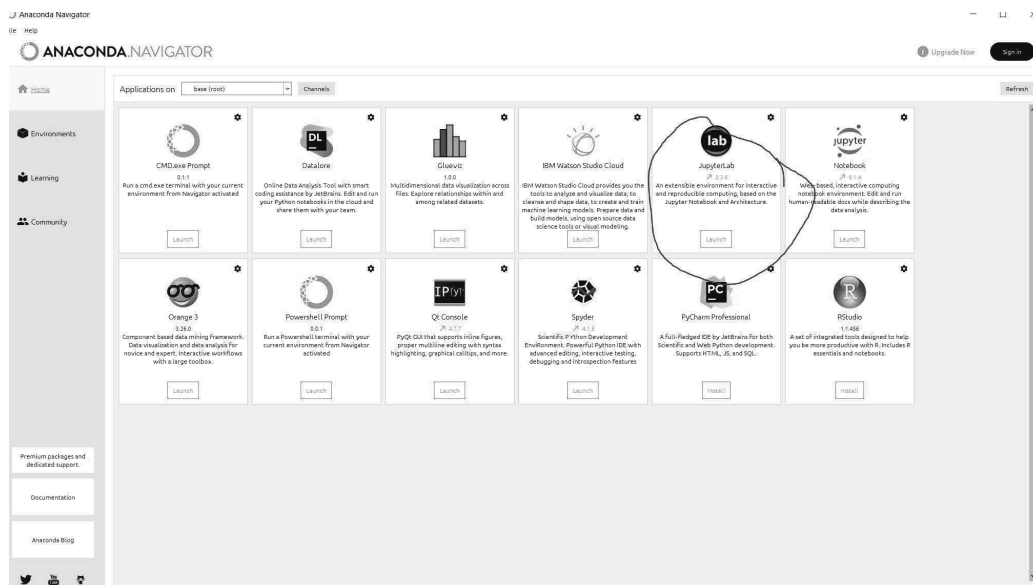 Anaconda Navigator
ile Help
ANACONDA.NAVIGATOR
Upgrade Now
Sign in
Home
Environments
Learning
Community
Applications on
base (root)
Channels
Refresh
CMD.exe Prompt
0.1.1
Run a cmd.exe terminal with your current
environment from Navigator activated
Launch
DL
Datalore
Online Data Analysis Tool with smart
coding assistance by JetBrains. Edit and run
your Python notebooks in the cloud and
share them with your team.
Launch
Glueviz
1.0.0
Multidimensional data visualization across
files. Explore relationships within and
among related datasets.
Launch
IBM Watson Studio Cloud
IBM Watson Studio Cloud provides you the
tools to analyze and visualize data, to
cleanse and shape data, to create and train
machine learning models. Prepare data and
build models, using open source data
science tools or visual modeling.
Launch
lab
JupyterLab
An extensible environment for interactive
and reproducible computing, based on the
Jupyter Notebook and Architecture.
Launch
jupyter
Notebook
6.1.4
Web-based, interactive computing
notebook environment. Edit and run
human-readable docs while describing the
data analysis.
Launch
Orange 3
3.26.0
Component based data mining framework.
Data visualization and data analysis for
novice and expert. Interactive workflows
with a large toolbox.
Launch
Powershell Prompt
0.0.1
Run a Powershell terminal with your
current environment from Navigator
activated
Launch
IP[y]:
Qt Console
4.7.7
PyQt GUI that supports inline figures,
proper multiline editing with syntax
highlighting, graphical calltips, and more.
Launch
Spyder
4.1.5
Scientific PYthon Development
EnviRonment. Powerful Python IDE with
advanced editing, interactive testing,
debugging and introspection features
Launch
PC
PyCharm Professional
A full-fledged IDE by JetBrains for both
Scientific and Web Python development.
Supports HTML, JS, and SQL.
Install
R
RStudio
1.1.456
A set of integrated tools designed to help
you be more productive with R. Includes R
essentials and notebooks.
Install
Premium packages and
dedicated support.
Documentation
Anaconda Blog
You